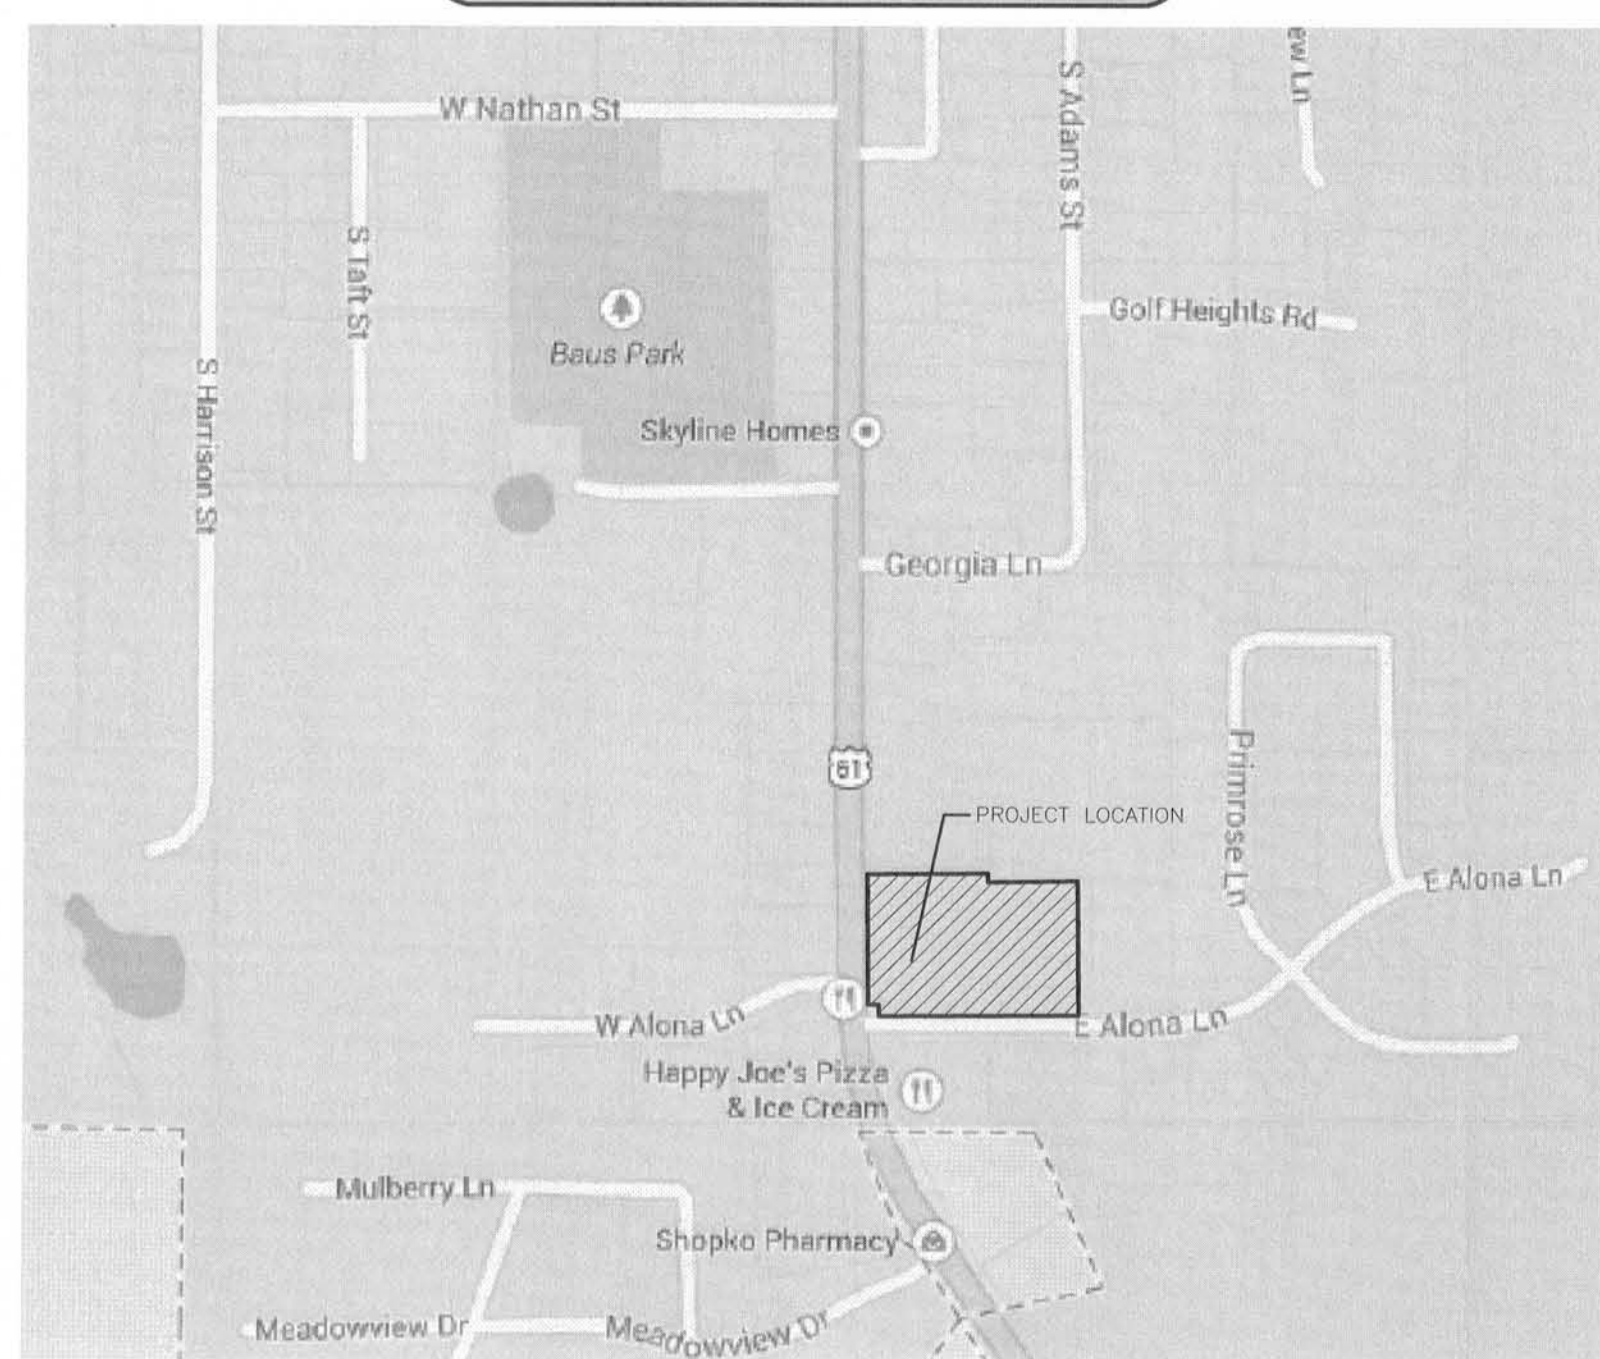 W Nathan St
S Adams St
ew Ln
S Taft St
Golf Heights Rd
Baus Park
S Harrison St
Skyline Homes
Georgia Ln
Primrose Ln
61
PROJECT LOCATION
E Alona Ln
W Alona Ln
E Alona Ln
Happy Joe's Pizza
& Ice Cream
Mulberry Ln
Shopko Pharmacy
Meadowview Dr
Meadowview Dr